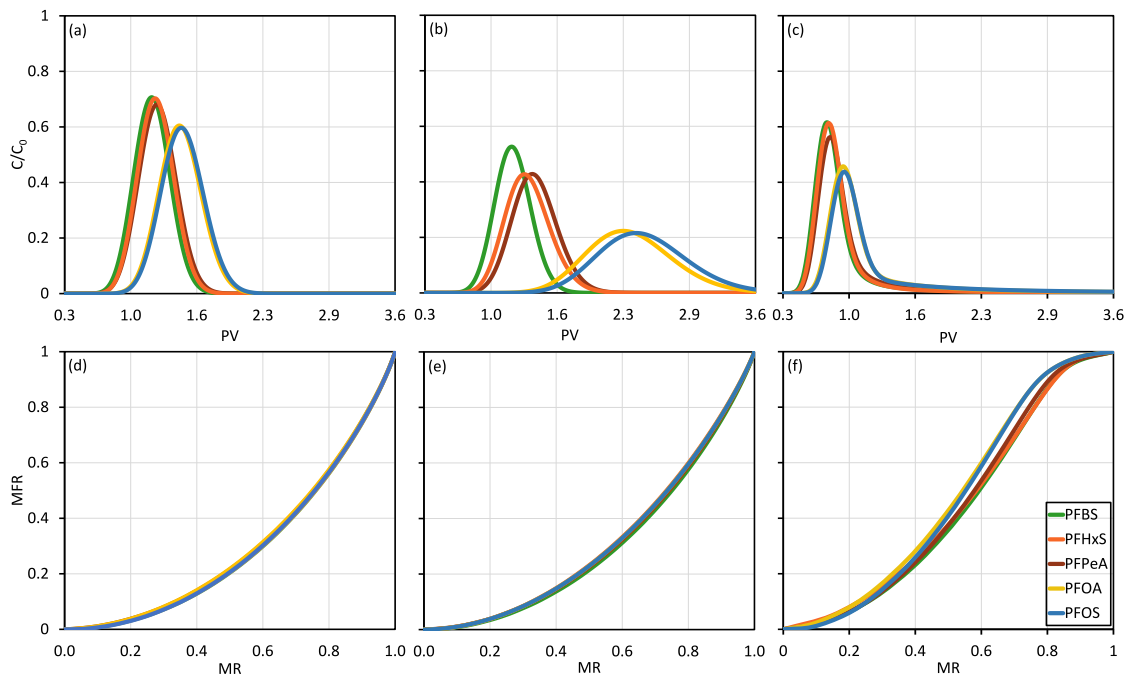 (a)
(b)
(c)
1
0.8
0.6
0.4
0.2
0
C/C0
0.3 1.0 1.6 2.3 2.9 3.6
0.3 1.0 1.6 2.3 2.9 3.6
0.3 1.0 1.6 2.3 2.9 3.6
PV
PV
PV
(d)
(e)
(f)
1
0.8
0.6
0.4
0.2
0
MFR
PFBS
PFHxS
PFPeA
PFOA
PFOS
0.0 0.2 0.4 0.6 0.8 1.0
0.0 0.2 0.4 0.6 0.8 1.0
0 0.2 0.4 0.6 0.8 1
MR
MR
MR